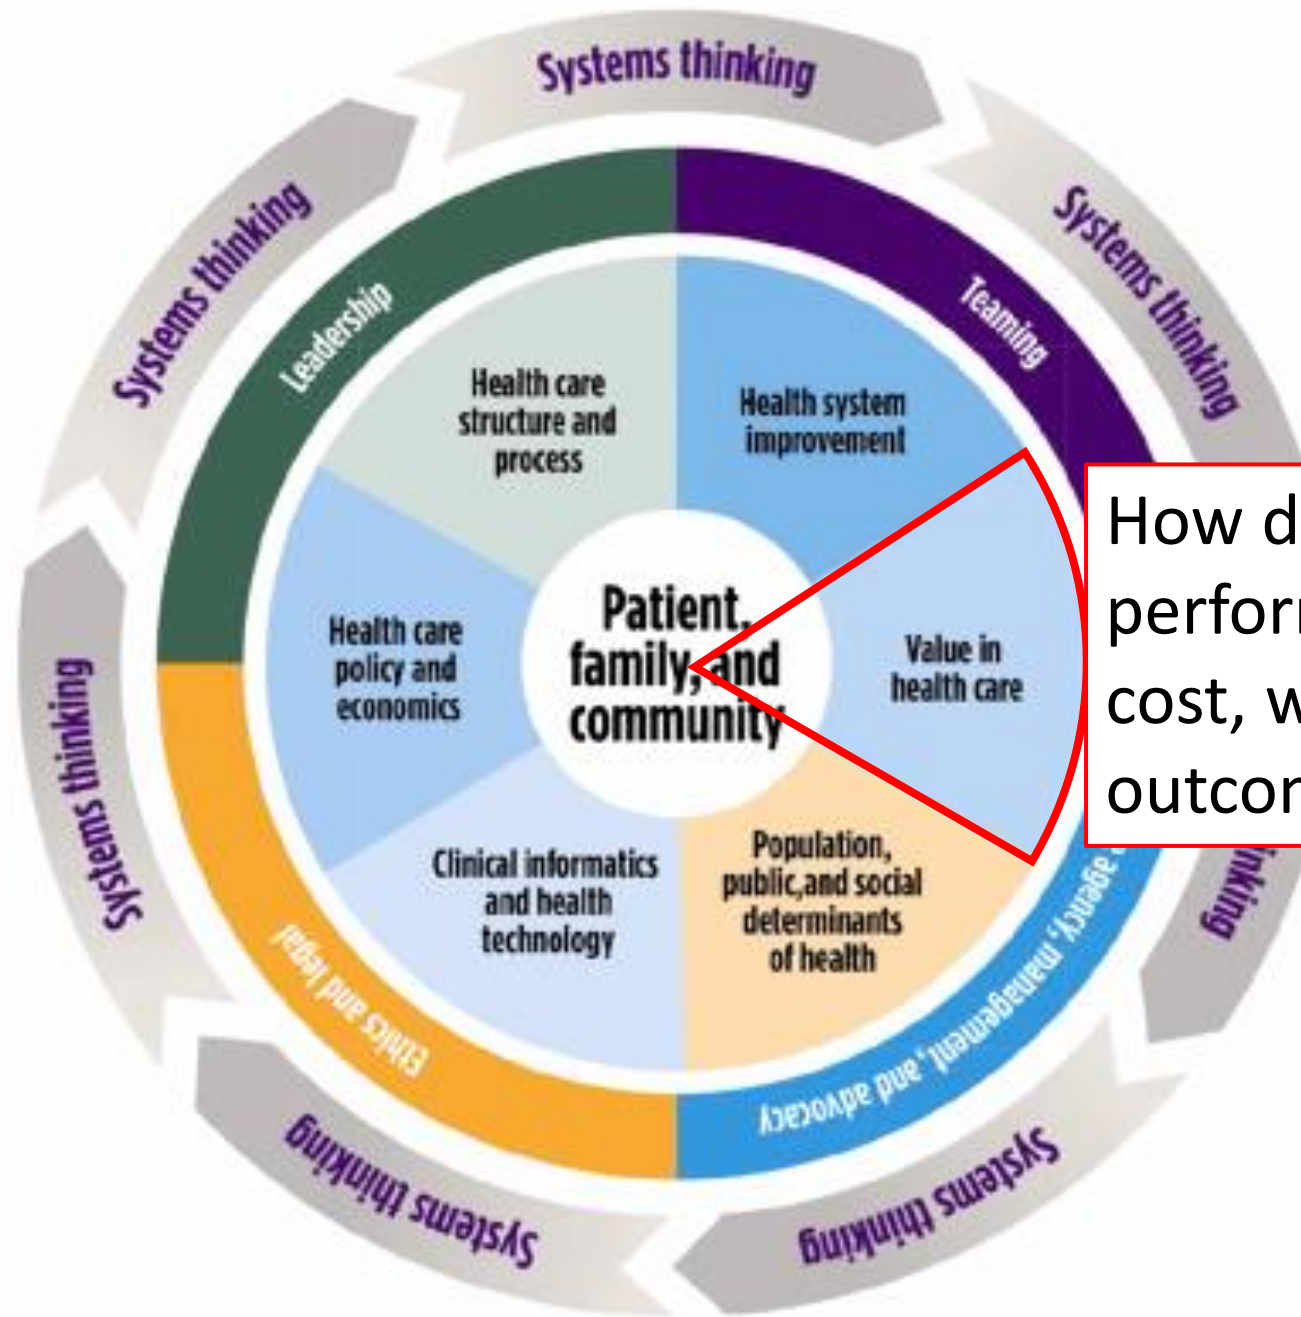 Systems thinking
Systems thinking
Systems thinking
Systems thinking
Systems thinking
Systems thinking
Leadership
Teaming
Ethics and legal
agency, management, and advocacy
Health care
structure and
process
Health system
improvement
Health care
policy and
economics
Patient,
family, and
community
Value in
health care
Clinical informatics
and health
technology
Population,
public, and social
determinants
of health
How
cost,